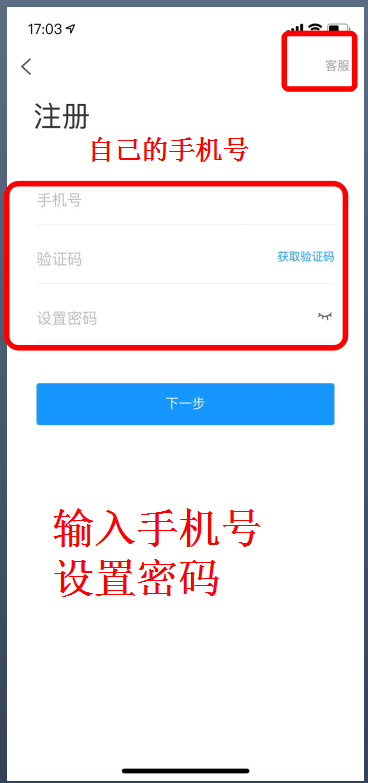 17:03
客服
注册
自己的手机号
手机号
验证码 获取验证码
设置密码
下一步
输入手机号
设置密码